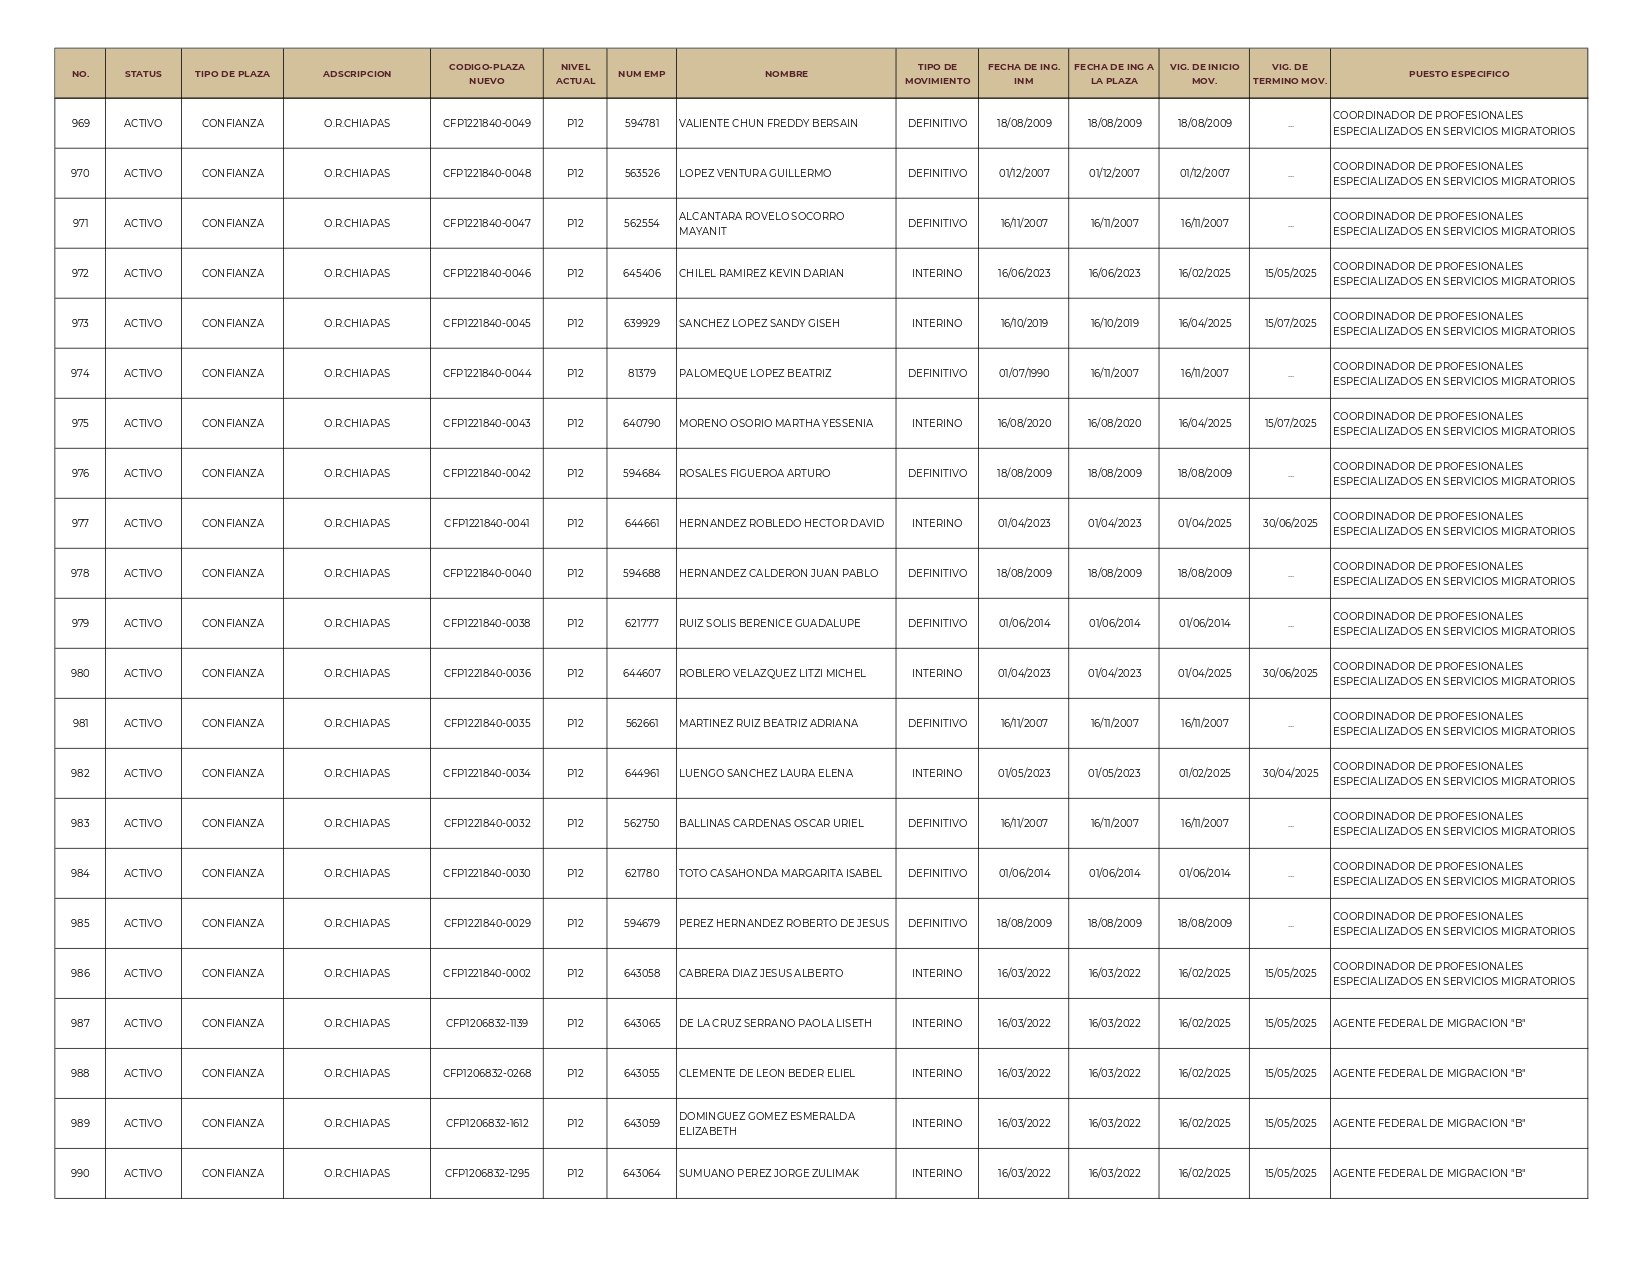 NO. STATUS TIPO DE PLAZA ADSCRIPCION CODIGO-PLAZA NUEVO NIVEL ACTUAL NUM EMP NOMBRE TIPO DE MOVIMIENTO FECHA DE ING. INM FECHA DE ING A LA PLAZA VIG. DE INICIO MOV. VIG. DE TERMINO MOV. PUESTO ESPECIFICO
969 ACTIVO CONFIANZA O.R.CHIAPAS CFP1221840-0049 P12 594781 VALIENTE CHUN FREDDY BERSAIN DEFINITIVO 18/08/2009 18/08/2009 18/08/2009 ... COORDINADOR DE PROFESIONALES ESPECIALIZADOS EN SERVICIOS MIGRATORIOS
970 ACTIVO CONFIANZA O.R.CHIAPAS CFP1221840-0048 P12 563526 LOPEZ VENTURA GUILLERMO DEFINITIVO 01/12/2007 01/12/2007 01/12/2007 ... COORDINADOR DE PROFESIONALES ESPECIALIZADOS EN SERVICIOS MIGRATORIOS
971 ACTIVO CONFIANZA O.R.CHIAPAS CFP1221840-0047 P12 562554 ALCANTARA ROVELO SOCORRO MAYANIT DEFINITIVO 16/11/2007 16/11/2007 16/11/2007 ... COORDINADOR DE PROFESIONALES ESPECIALIZADOS EN SERVICIOS MIGRATORIOS
972 ACTIVO CONFIANZA O.R.CHIAPAS CFP1221840-0046 P12 645406 CHILEL RAMIREZ KEVIN DARIAN INTERINO 16/06/2023 16/06/2023 16/02/2025 15/05/2025 COORDINADOR DE PROFESIONALES ESPECIALIZADOS EN SERVICIOS MIGRATORIOS
973 ACTIVO CONFIANZA O.R.CHIAPAS CFP1221840-0045 P12 639929 SANCHEZ LOPEZ SANDY GISEH INTERINO 16/10/2019 16/10/2019 16/04/2025 15/07/2025 COORDINADOR DE PROFESIONALES ESPECIALIZADOS EN SERVICIOS MIGRATORIOS
974 ACTIVO CONFIANZA O.R.CHIAPAS CFP1221840-0044 P12 81379 PALOMEQUE LOPEZ BEATRIZ DEFINITIVO 01/07/1990 16/11/2007 16/11/2007 ... COORDINADOR DE PROFESIONALES ESPECIALIZADOS EN SERVICIOS MIGRATORIOS
975 ACTIVO CONFIANZA O.R.CHIAPAS CFP1221840-0043 P12 640790 MORENO OSORIO MARTHA YESSENIA INTERINO 16/08/2020 16/08/2020 16/04/2025 15/07/2025 COORDINADOR DE PROFESIONALES ESPECIALIZADOS EN SERVICIOS MIGRATORIOS
976 ACTIVO CONFIANZA O.R.CHIAPAS CFP1221840-0042 P12 594684 ROSALES FIGUEROA ARTURO DEFINITIVO 18/08/2009 18/08/2009 18/08/2009 ... COORDINADOR DE PROFESIONALES ESPECIALIZADOS EN SERVICIOS MIGRATORIOS
977 ACTIVO CONFIANZA O.R.CHIAPAS CFP1221840-0041 P12 644661 HERNANDEZ ROBLEDO HECTOR DAVID INTERINO 01/04/2023 01/04/2023 01/04/2025 30/06/2025 COORDINADOR DE PROFESIONALES ESPECIALIZADOS EN SERVICIOS MIGRATORIOS
978 ACTIVO CONFIANZA O.R.CHIAPAS CFP1221840-0040 P12 594688 HERNANDEZ CALDERON JUAN PABLO DEFINITIVO 18/08/2009 18/08/2009 18/08/2009 ... COORDINADOR DE PROFESIONALES ESPECIALIZADOS EN SERVICIOS MIGRATORIOS
979 ACTIVO CONFIANZA O.R.CHIAPAS CFP1221840-0038 P12 621777 RUIZ SOLIS BERENICE GUADALUPE DEFINITIVO 01/06/2014 01/06/2014 01/06/2014 ... COORDINADOR DE PROFESIONALES ESPECIALIZADOS EN SERVICIOS MIGRATORIOS
980 ACTIVO CONFIANZA O.R.CHIAPAS CFP1221840-0036 P12 644607 ROBLERO VELAZQUEZ LITZI MICHEL INTERINO 01/04/2023 01/04/2023 01/04/2025 30/06/2025 COORDINADOR DE PROFESIONALES ESPECIALIZADOS EN SERVICIOS MIGRATORIOS
981 ACTIVO CONFIANZA O.R.CHIAPAS CFP1221840-0035 P12 562661 MARTINEZ RUIZ BEATRIZ ADRIANA DEFINITIVO 16/11/2007 16/11/2007 16/11/2007 ... COORDINADOR DE PROFESIONALES ESPECIALIZADOS EN SERVICIOS MIGRATORIOS
982 ACTIVO CONFIANZA O.R.CHIAPAS CFP1221840-0034 P12 644961 LUENGO SANCHEZ LAURA ELENA INTERINO 01/05/2023 01/05/2023 01/02/2025 30/04/2025 COORDINADOR DE PROFESIONALES ESPECIALIZADOS EN SERVICIOS MIGRATORIOS
983 ACTIVO CONFIANZA O.R.CHIAPAS CFP1221840-0032 P12 562750 BALLINAS CARDENAS OSCAR URIEL DEFINITIVO 16/11/2007 16/11/2007 16/11/2007 ... COORDINADOR DE PROFESIONALES ESPECIALIZADOS EN SERVICIOS MIGRATORIOS
984 ACTIVO CONFIANZA O.R.CHIAPAS CFP1221840-0030 P12 621780 TOTO CASAHONDA MARGARITA ISABEL DEFINITIVO 01/06/2014 01/06/2014 01/06/2014 ... COORDINADOR DE PROFESIONALES ESPECIALIZADOS EN SERVICIOS MIGRATORIOS
985 ACTIVO CONFIANZA O.R.CHIAPAS CFP1221840-0029 P12 594679 PEREZ HERNANDEZ ROBERTO DE JESUS DEFINITIVO 18/08/2009 18/08/2009 18/08/2009 ... COORDINADOR DE PROFESIONALES ESPECIALIZADOS EN SERVICIOS MIGRATORIOS
986 ACTIVO CONFIANZA O.R.CHIAPAS CFP1221840-0002 P12 643058 CABRERA DIAZ JESUS ALBERTO INTERINO 16/03/2022 16/03/2022 16/02/2025 15/05/2025 COORDINADOR DE PROFESIONALES ESPECIALIZADOS EN SERVICIOS MIGRATORIOS
987 ACTIVO CONFIANZA O.R.CHIAPAS CFP1206832-1139 P12 643065 DE LA CRUZ SERRANO PAOLA LISETH INTERINO 16/03/2022 16/03/2022 16/02/2025 15/05/2025 AGENTE FEDERAL DE MIGRACION "B"
988 ACTIVO CONFIANZA O.R.CHIAPAS CFP1206832-0268 P12 643055 CLEMENTE DE LEON BEDER ELIEL INTERINO 16/03/2022 16/03/2022 16/02/2025 15/05/2025 AGENTE FEDERAL DE MIGRACION "B"
989 ACTIVO CONFIANZA O.R.CHIAPAS CFP1206832-1612 P12 643059 DOMINGUEZ GOMEZ ESMERALDA ELIZABETH INTERINO 16/03/2022 16/03/2022 16/02/2025 15/05/2025 AGENTE FEDERAL DE MIGRACION "B"
990 ACTIVO CONFIANZA O.R.CHIAPAS CFP1206832-1295 P12 643064 SUMUANO PEREZ JORGE ZULIMAK INTERINO 16/03/2022 16/03/2022 16/02/2025 15/05/2025 AGENTE FEDERAL DE MIGRACION "B"